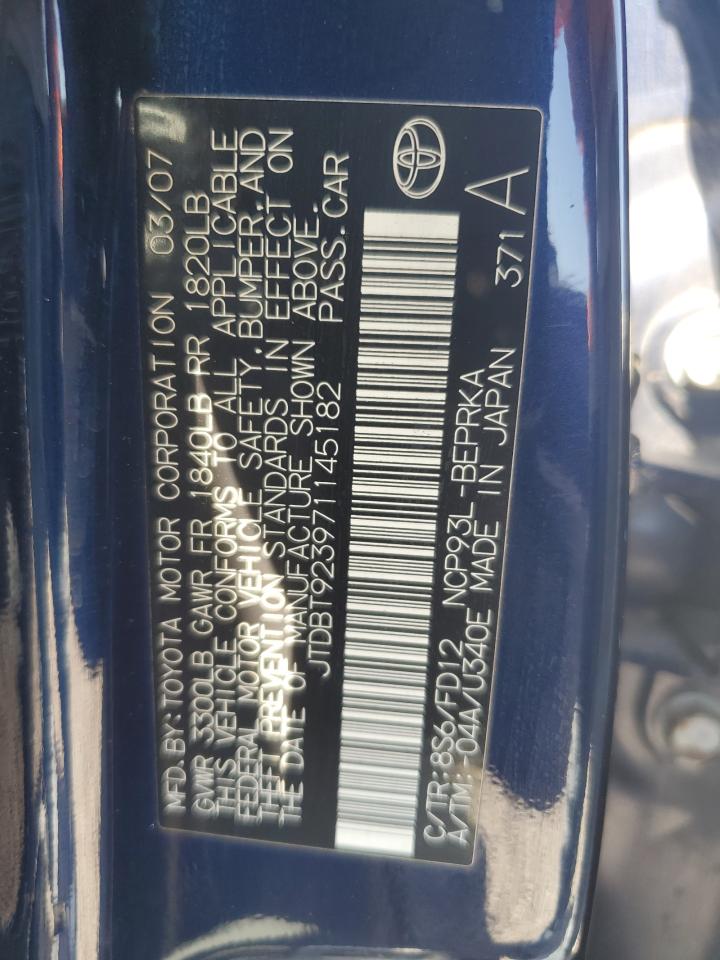 MFD.BY:TOYOTA MOTOR CORPORATION 03/07
GVWR 3300LB GAWR FR 1840LB RR 1820LB
THIS VEHICLE CONFORMS TO ALL APPLICABLE
FEDERAL MOTOR VEHICLE SAFETY,BUMPER,AND
THEFT PREVENTION STANDARDS IN EFFECT ON
THE DATE OF MANUFACTURE SHOWN ABOVE.
JTDBT923971145182 PASS.CAR
C/TR:8S6/FD12 NCP93L-BEPRKA
A/TM:-04A/U340E MADE IN JAPAN 371 A